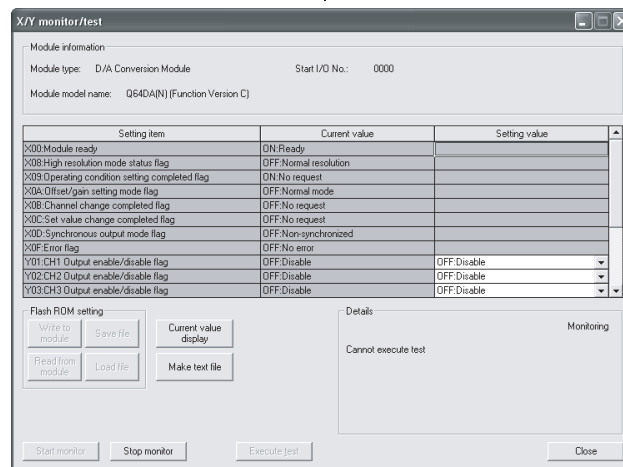 X/Y monitor/test
Module information
Module type: D/A Conversion Module Start I/O No.: 0000
Module model name: Q64DA(N) (Function Version C)
Setting item Current value Setting value
X00:Module ready ON:Ready
X08:High resolution mode status flag OFF:Normal resolution
X09:Operating condition setting completed flag ON:No request
X0A:Offset/gain setting mode flag OFF:Normal mode
X0B:Channel change completed flag OFF:No request
X0C:Set value change completed flag OFF:No request
X0D:Synchronous output mode flag OFF:Non-synchronized
X0F:Error flag OFF:No error
Y01:CH1 Output enable/disable flag OFF:Disable OFF:Disable
Y02:CH2 Output enable/disable flag OFF:Disable OFF:Disable
Y03:CH3 Output enable/disable flag OFF:Disable OFF:Disable
Flash ROM setting
Write to module
Save file
Current value display
Read from module
Load file
Make text file
Details
Monitoring
Cannot execute test
Start monitor Stop monitor Execute test Close